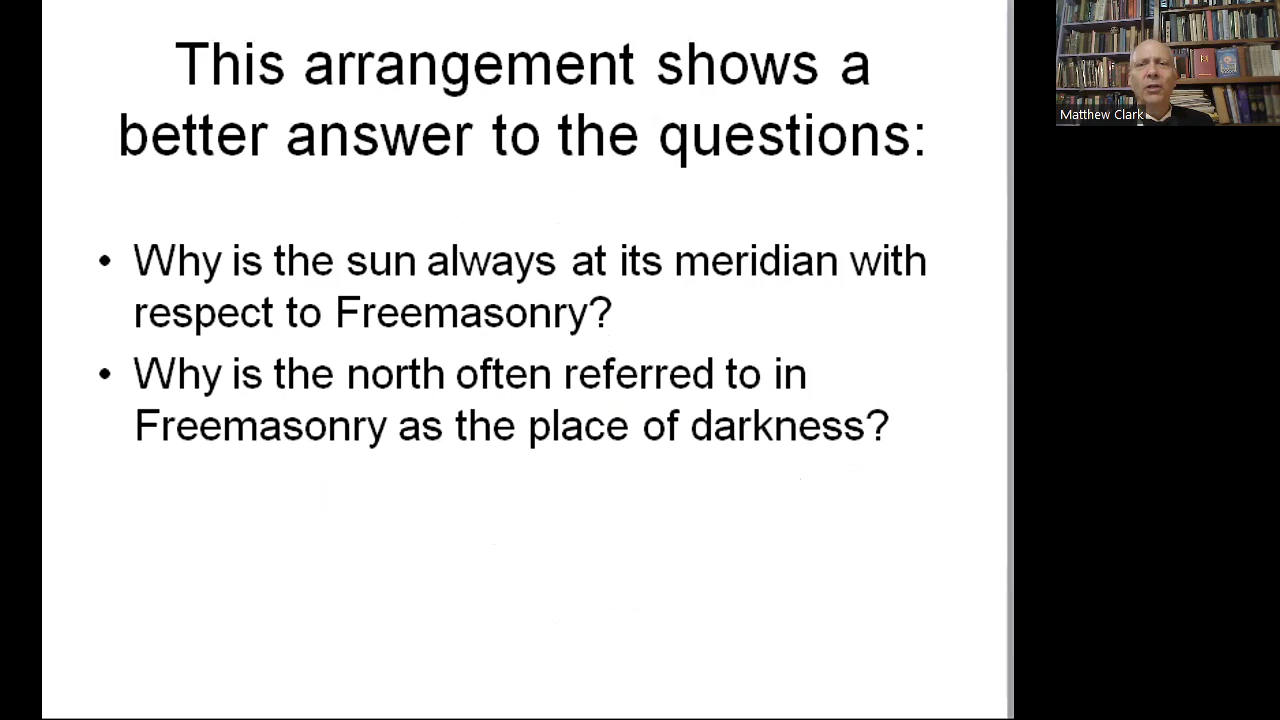 This arrangement shows a
better answer to the questions:
• Why is the sun always at its meridian with
respect to Freemasonry?
• Why is the north often referred to in
Freemasonry as the place of darkness?
Matthew Clark